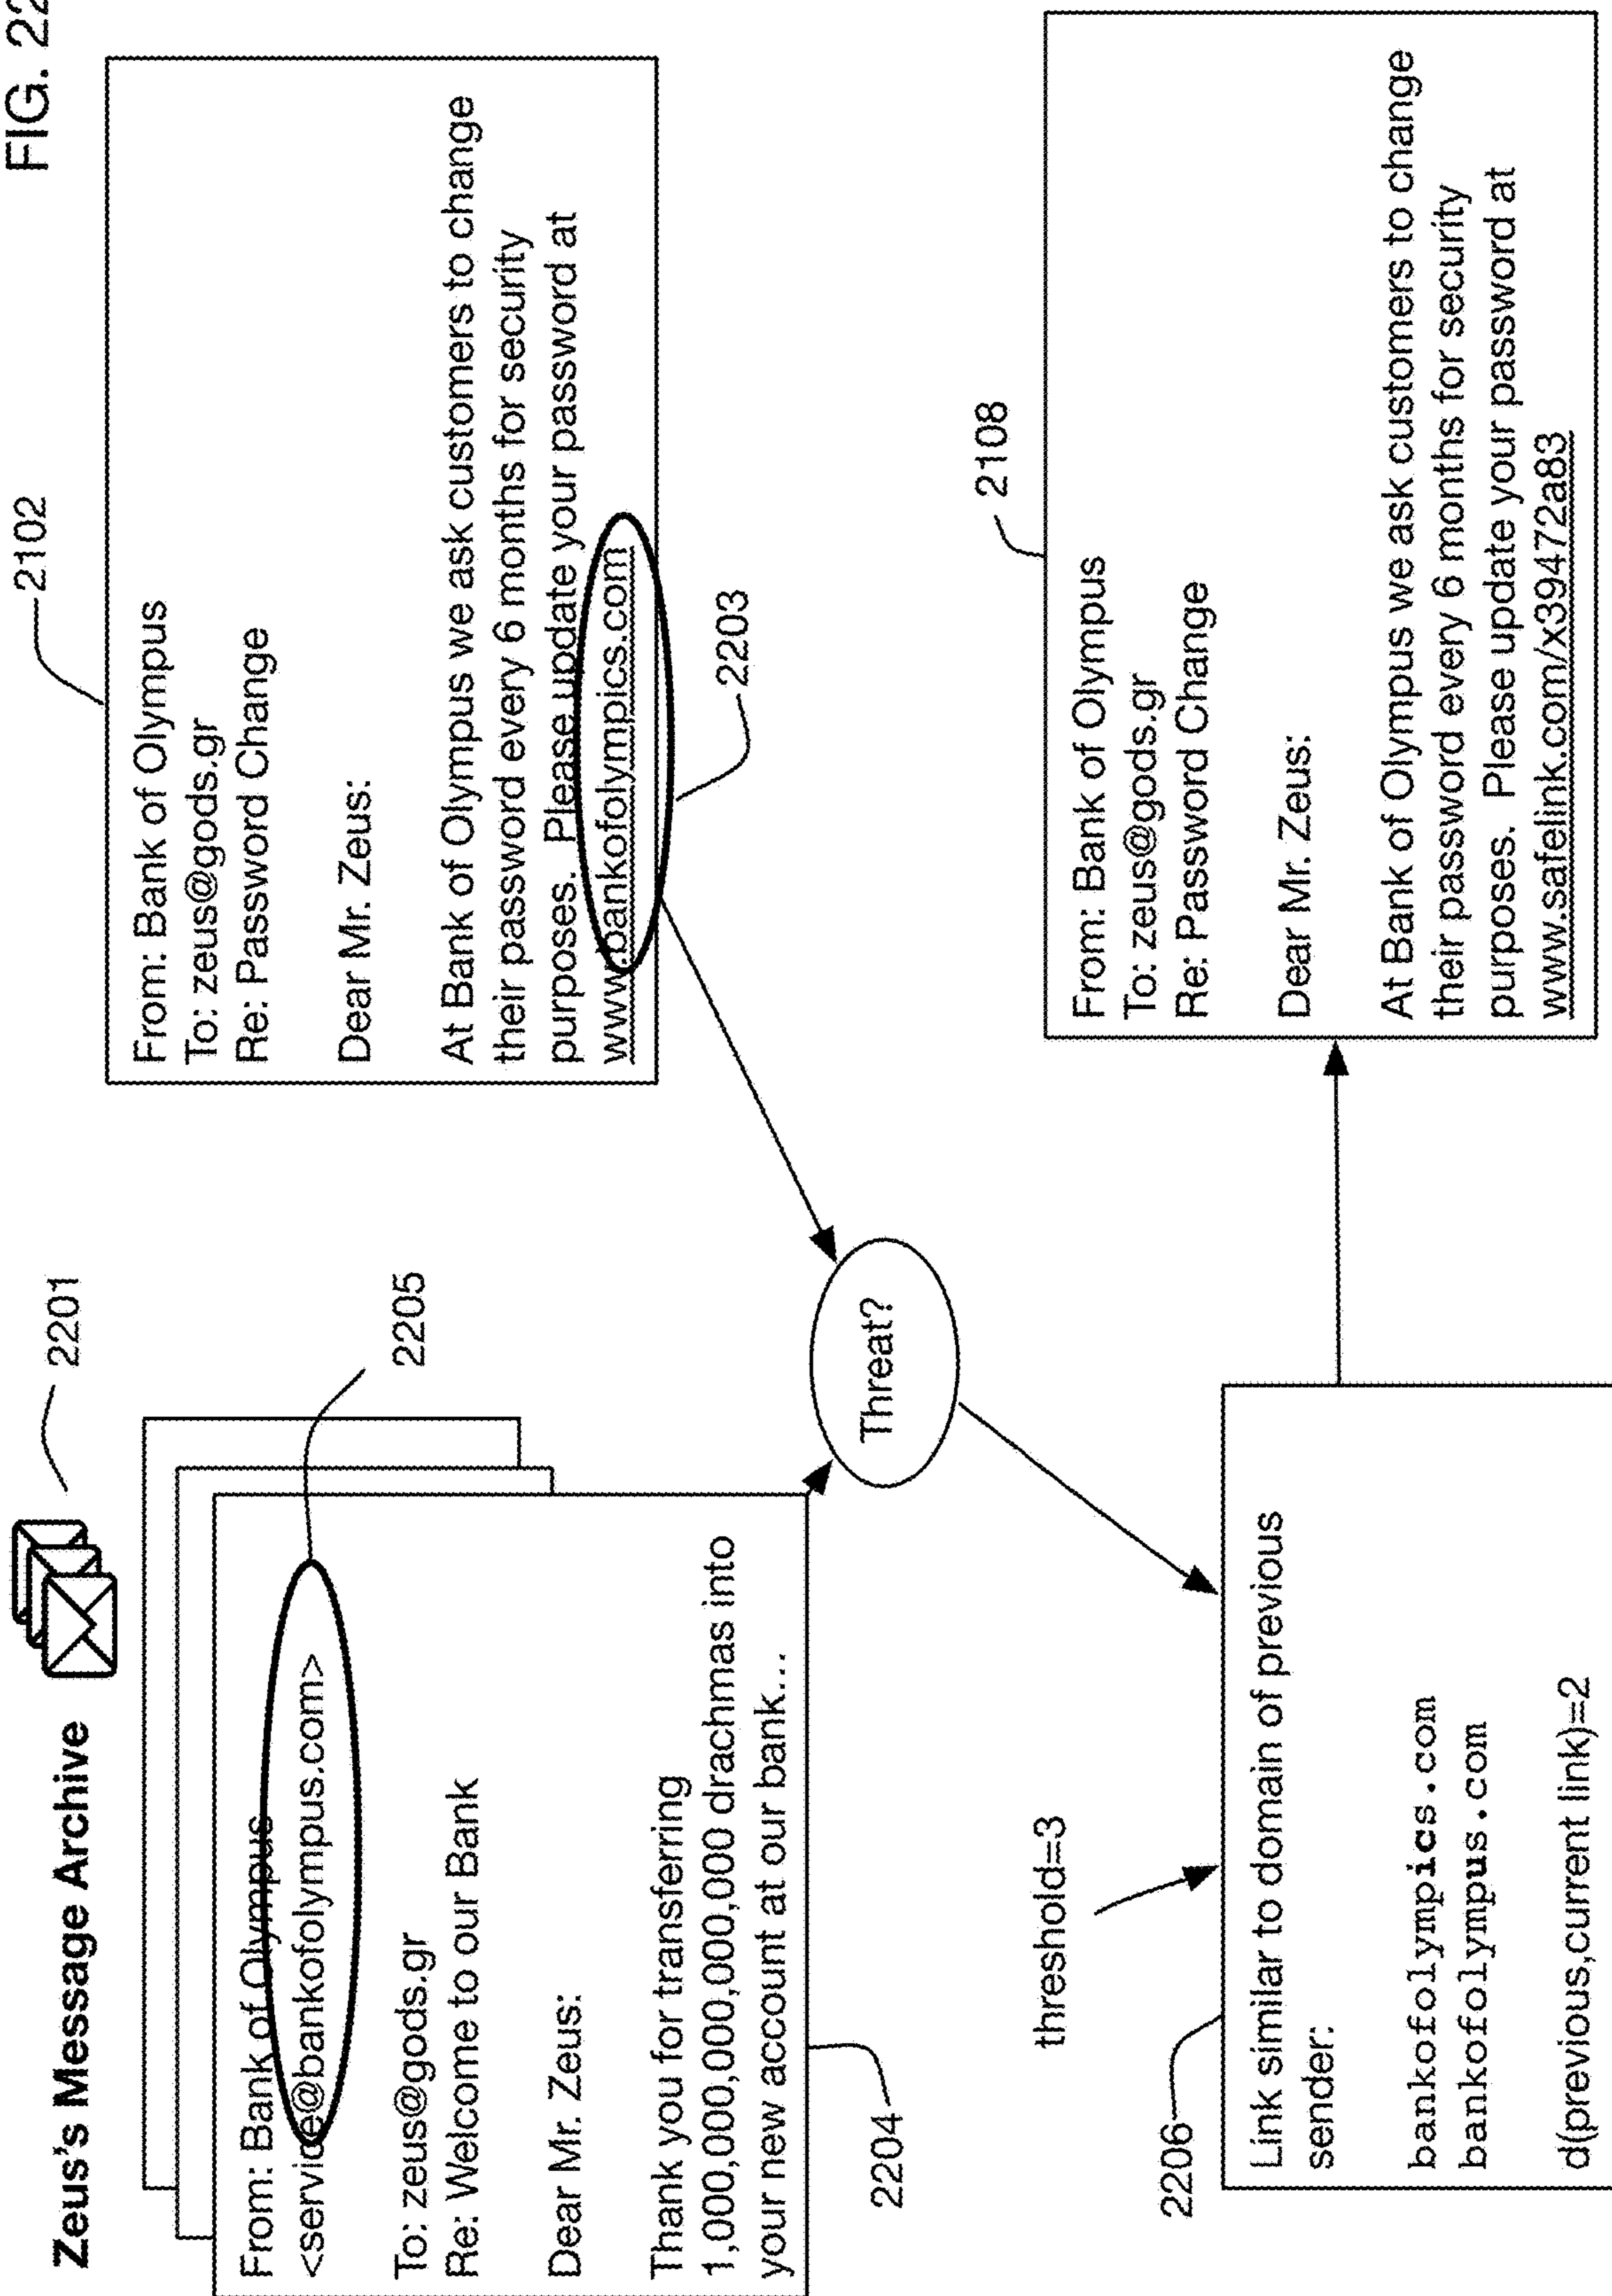 FIG. 22
Zeus's Message Archive
2201
2205
From: Bank of Olympus
<service@bankofolympus.com>
To: zeus@gods.gr
Re: Welcome to our Bank
Dear Mr. Zeus:
Thank you for transferring
1,000,000,000,000,000 drachmas into
your new account at our bank...
2204
2102
From: Bank of Olympus
To: zeus@gods.gr
Re: Password Change
Dear Mr. Zeus:
At Bank of Olympus we ask customers to change
their password every 6 months for security
purposes. Please update your password at
www.bankofolympics.com
2203
Threat?
threshold=3
2206
Link similar to domain of previous
sender:
bankofolympics.com
bankofolympus.com
d(previous,current link)=2
2108
From: Bank of Olympus
To: zeus@gods.gr
Re: Password Change
Dear Mr. Zeus:
At Bank of Olympus we ask customers to change
their password every 6 months for security
purposes. Please update your password at
www.safelink.com/x39472a83